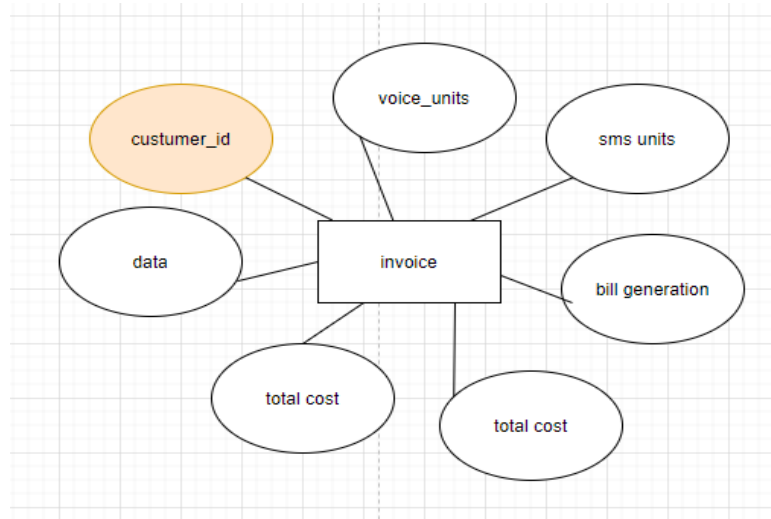 voice_units
custumer_id
sms units
data
invoice
bill generation
total cost
total cost